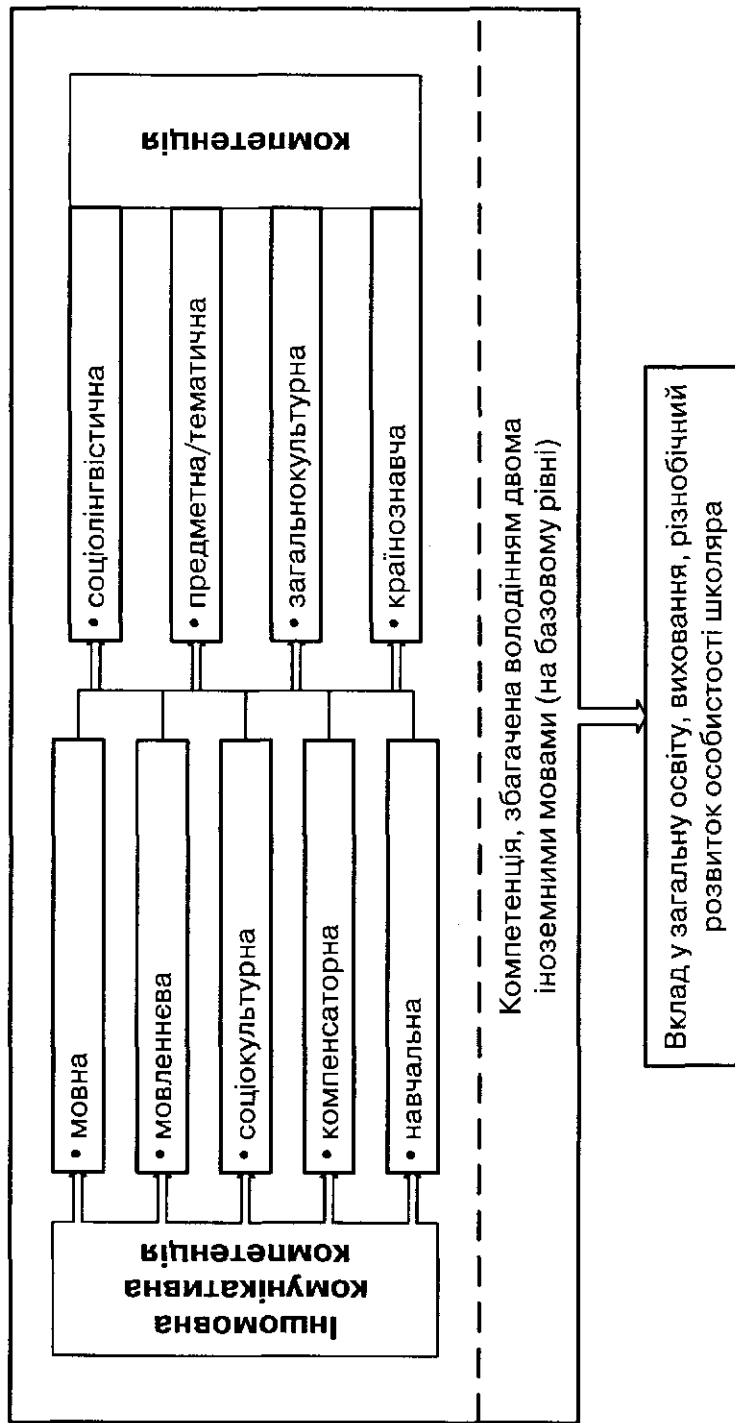 Іншомовна
комунікативна
компетенція
• мовна
• мовленнєва
• соціокультурна
• компенсаторна
• навчальна
• соціолінгвістична
• предметна/тематична
• загальнокультурна
• країнознавча
компетенція
Компетенція, збагачена володінням двома
іноземними мовами (на базовому рівні)
Вклад у загальну освіту, виховання, різнобічний
розвиток особистості школяра